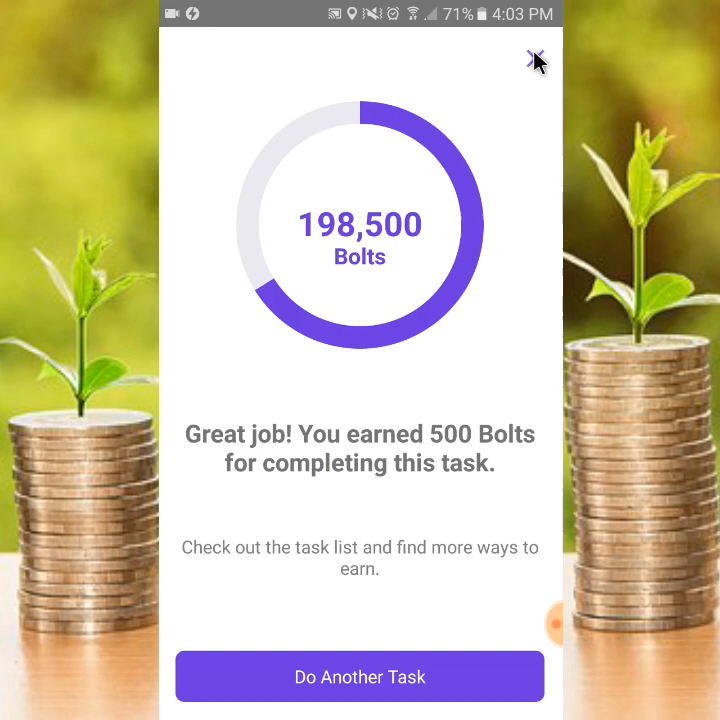 71% 4:03 PM
198,500
Bolts
Great job! You earned 500 Bolts
for completing this task.
Check out the task list and find more ways to
earn.
Do Another Task